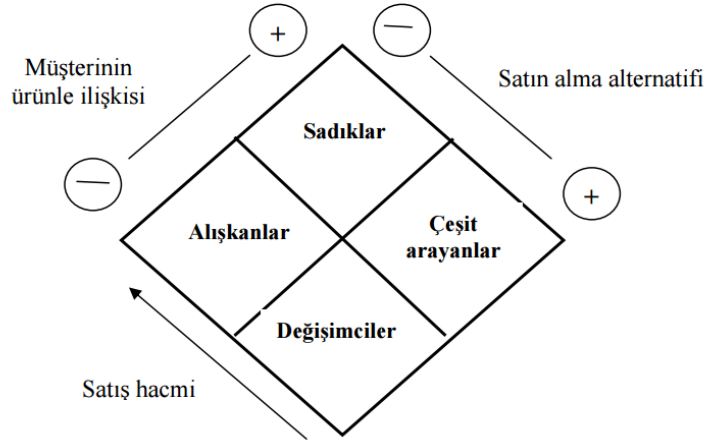 +
—
Müşterinin
ürünle ilişkisi
Satın alma alternatifi
Sadıklar
—
+
Alışkanlar
Çeşit
arayanlar
Değişimciler
Satış hacmi